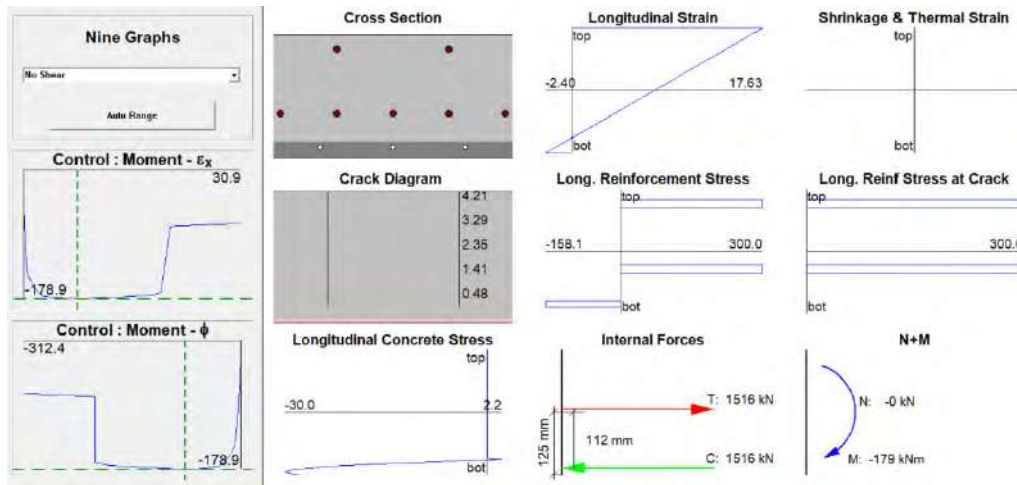 Nine Graphs
No Shear
Auto Range
Control : Moment - εx
30.9
-178.9
Control : Moment - ϕ
-312.4
-178.9
Cross Section
Crack Diagram
4.21
3.29
2.35
1.41
0.48
Longitudinal Concrete Stress
top
-30.0
2.2
bot
Longitudinal Strain
top
-2.40
17.63
bot
Long. Reinforcement Stress
top
-158.1
300.0
bot
Internal Forces
T: 1516 kN
125 mm
112 mm
C: 1516 kN
Shrinkage & Thermal Strain
top
bot
Long. Reinf Stress at Crack
top
300.0
bot
N+M
N: -0 kN
M: -179 kNm